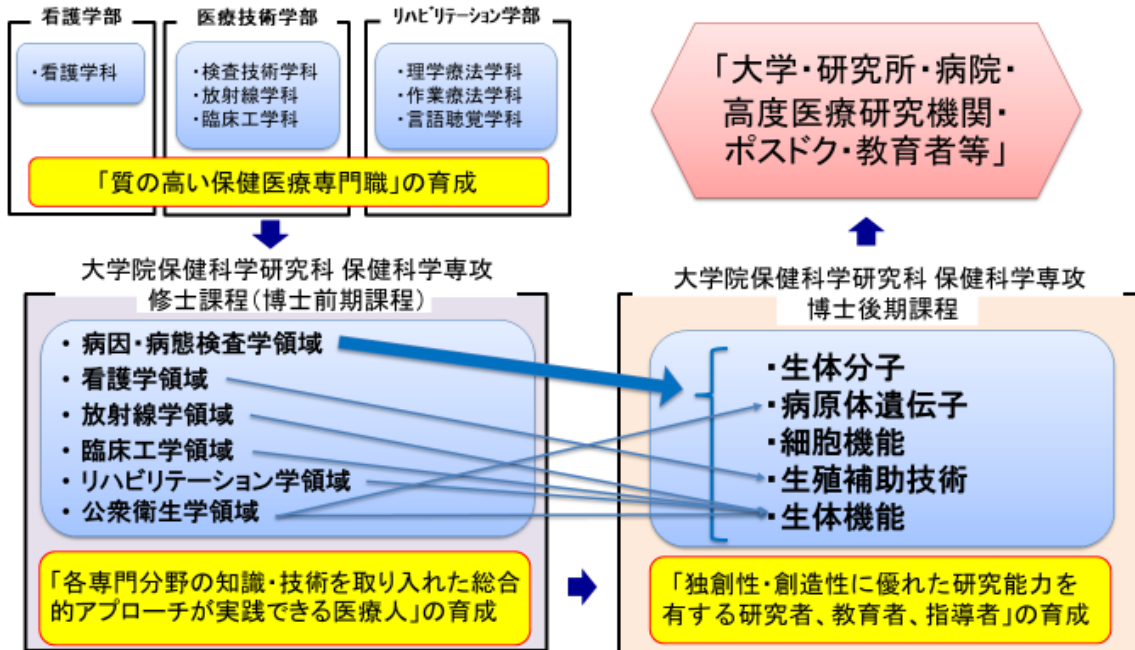 看護学部
・看護学科
医療技術学部
・検査技術学科
・放射線学科
・臨床工学科
リハビリテーション学部
・理学療法学科
・作業療法学科
・言語聴覚学科
「質の高い保健医療専門職」の育成
「大学・研究所・病院・
高度医療研究機関・
ポスドク・教育者等」
大学院保健科学研究科 保健科学専攻
修士課程(博士前期課程)
・ 病因・病態検査学領域
・ 看護学領域
・ 放射線学領域
・ 臨床工学領域
・ リハビリテーション学領域
・ 公衆衛生学領域
「各専門分野の知識・技術を取り入れた総合
的アプローチが実践できる医療人」の育成
大学院保健科学研究科 保健科学専攻
博士後期課程
・生体分子
・病原体遺伝子
・細胞機能
・生殖補助技術
・生体機能
「独創性・創造性に優れた研究能力を
有する研究者、教育者、指導者」の育成